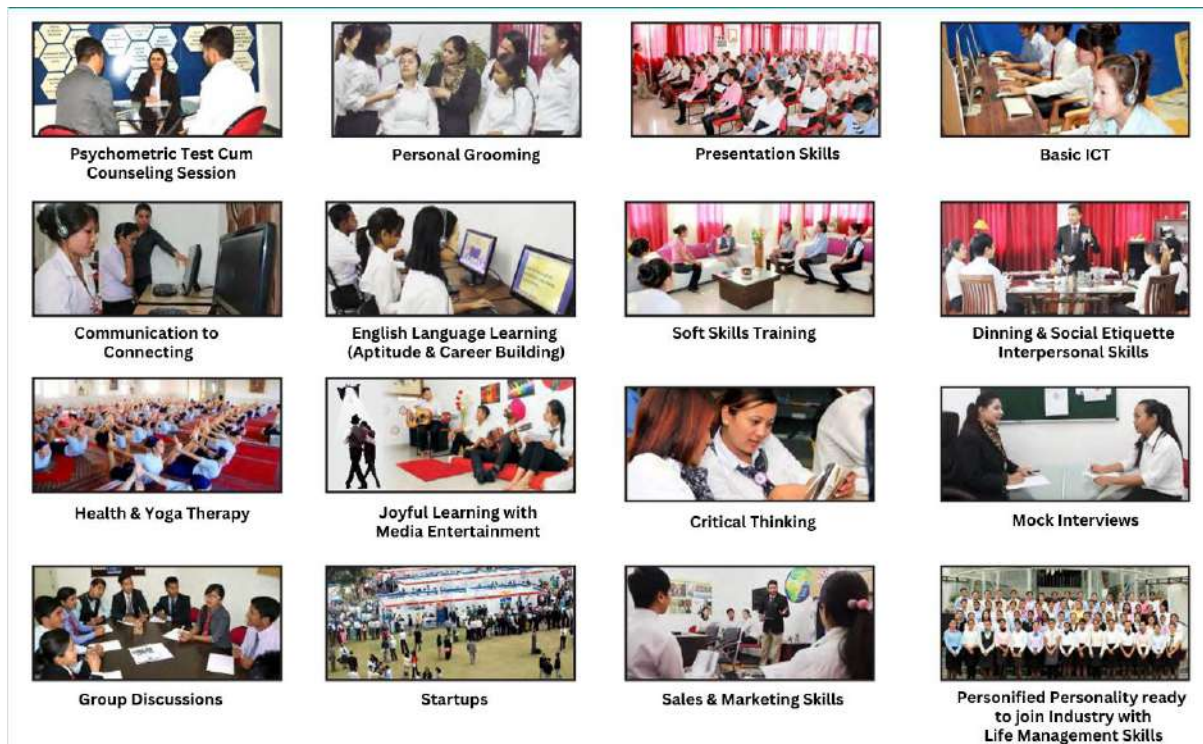 Psychometric Test Cum
Counseling Session
Personal Grooming
Presentation Skills
Basic ICT
Communication to
Connecting
English Language Learning
(Aptitude & Career Building)
Soft Skills Training
Dinning & Social Etiquette
Interpersonal Skills
Health & Yoga Therapy
Joyful Learning with
Media Entertainment
Critical Thinking
Mock Interviews
Group Discussions
Startups
Sales & Marketing Skills
Personified Personality ready
to join Industry with
Life Management Skills